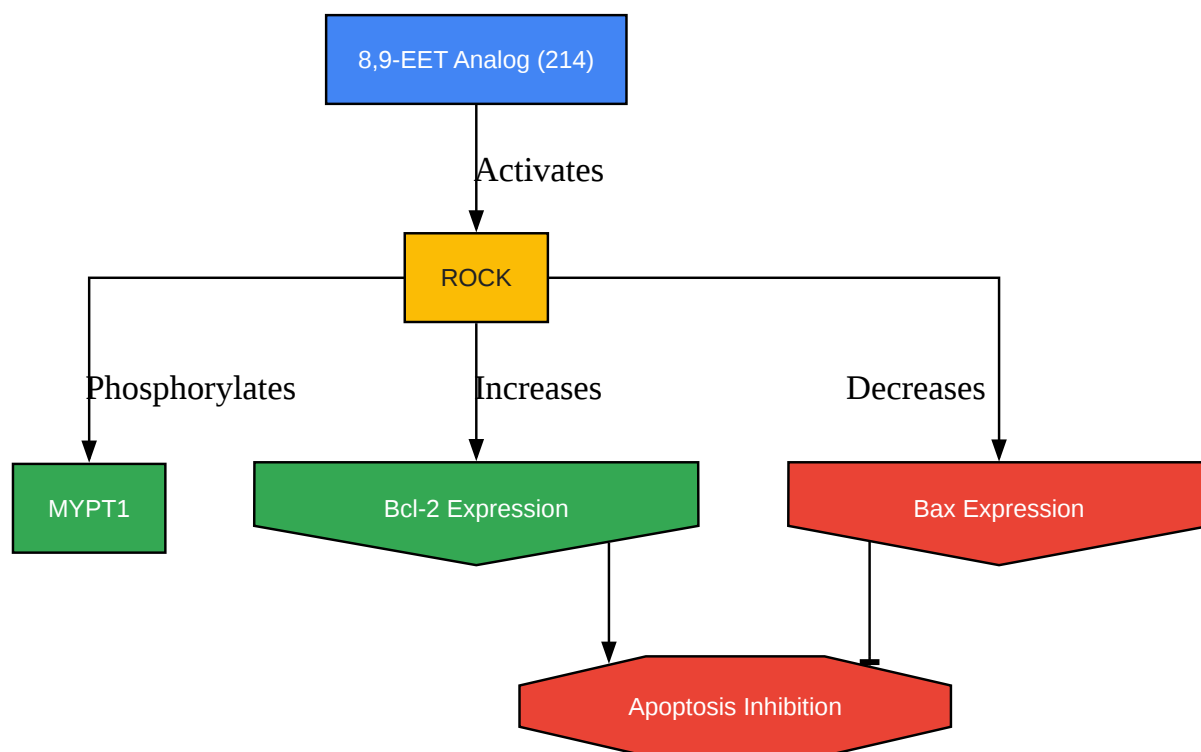 8,9-EET Analog (214)
Activates
ROCK
Phosphorylates
Increases
Decreases
MYPT1
Bcl-2 Expression
Bax Expression
Apoptosis Inhibition